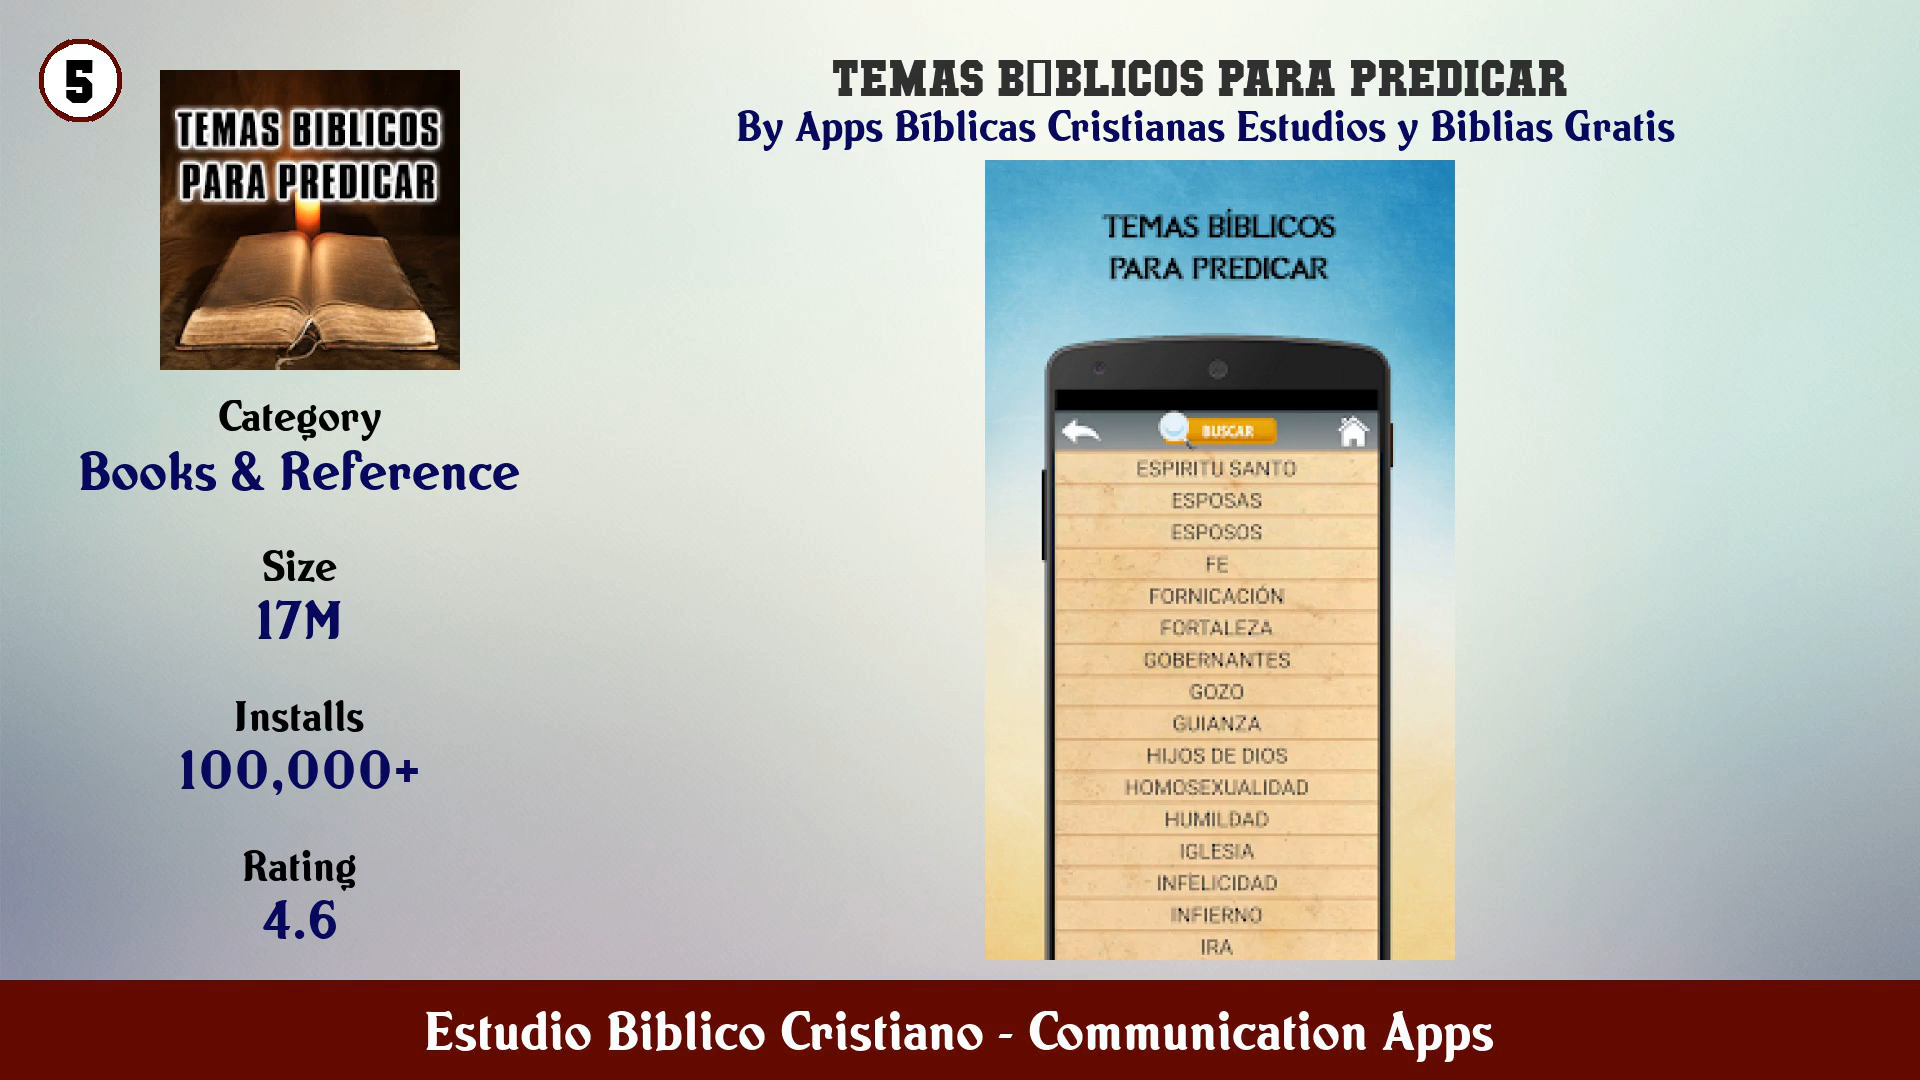 5
TEMAS BIBLICOS
PARA PREDICAR
Category
Books & Reference
Size
17M
Installs
100,000+
Rating
4.6
TEMAS B▯BLICOS PARA PREDICAR
By Apps Bíblicas Cristianas Estudios y Biblias Gratis
TEMAS BÍBLICOS
PARA PREDICAR
BUSCAR
ESPIRITU SANTO
ESPOSAS
ESPOSOS
FE
FORNICACIÓN
FORTALEZA
GOBERNANTES
GOZO
GUIANZA
HIJOS DE DIOS
HOMOSEXUALIDAD
HUMILDAD
IGLESIA
INFELICIDAD
INFIERNO
IRA
Estudio Biblico Cristiano - Communication Apps